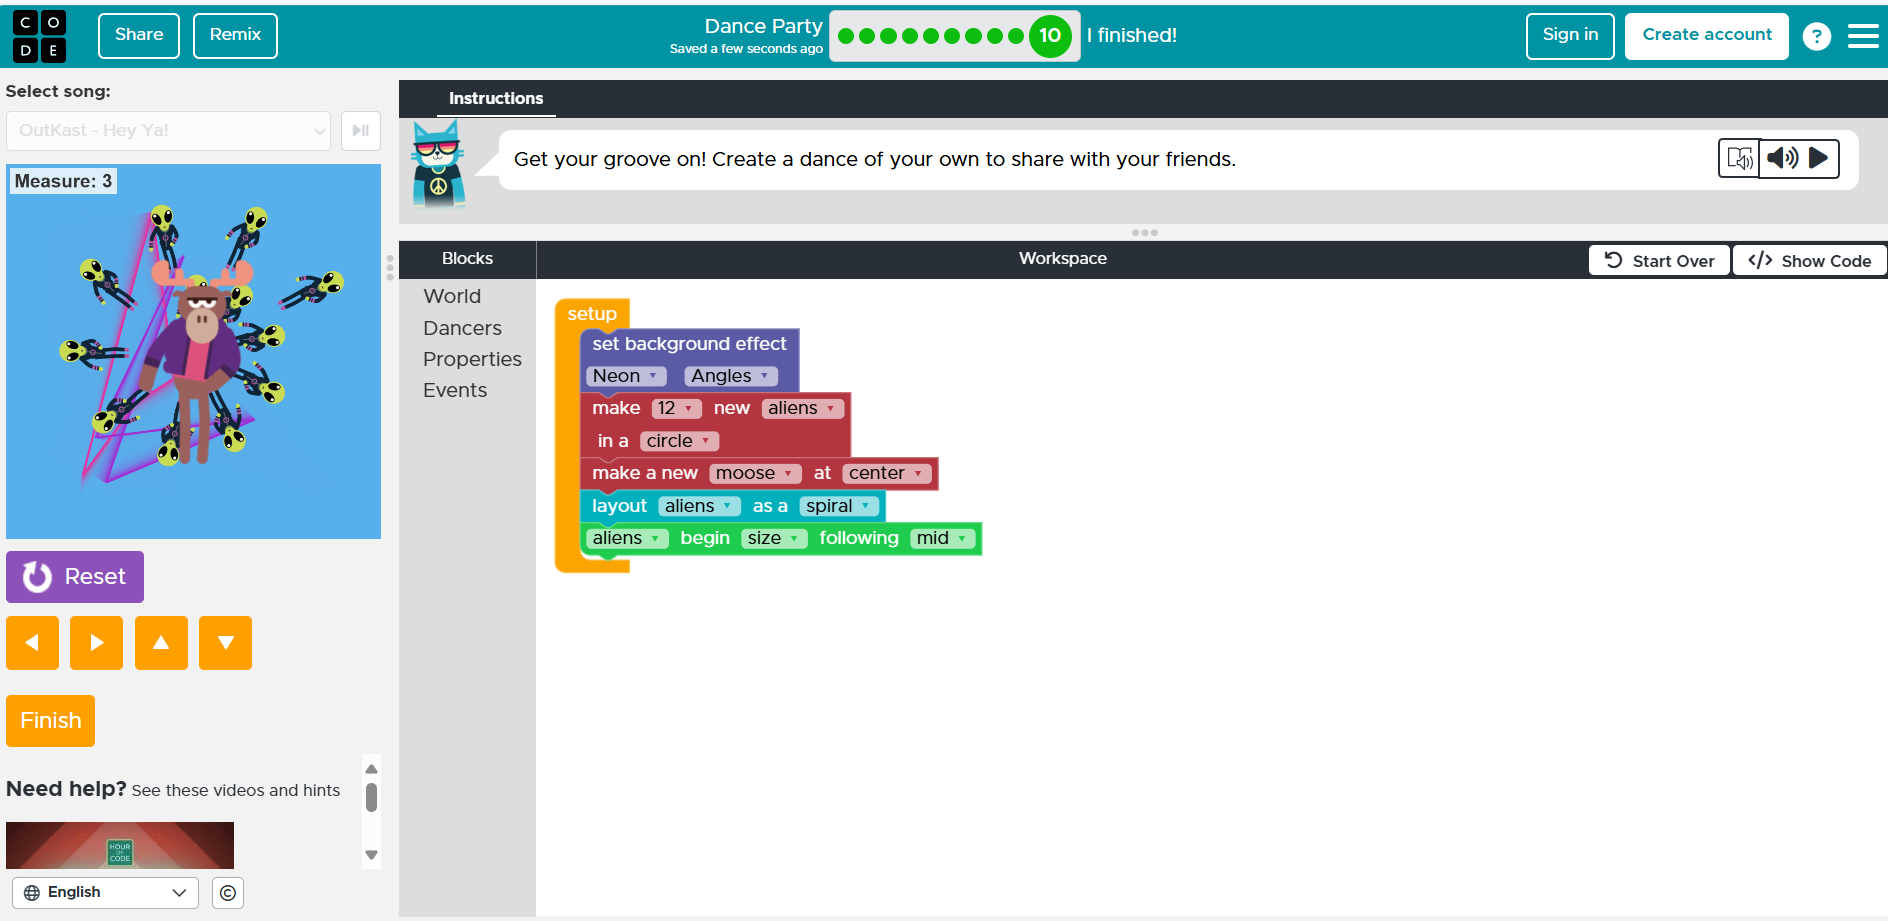 CODE
Share
Remix
Dance Party
Saved a few seconds ago
10
I finished!
Sign in
Create account
?
Select song:
OutKast - Hey Ya!
Measure: 3
Reset
Finish
Need help? See these videos and hints
HOUR
OF
CODE
English
©
Instructions
Get your groove on! Create a dance of your own to share with your friends.
Blocks
Workspace
Start Over
</> Show Code
World
Dancers
Properties
Events
setup
set background effect
Neon Angles
make 12 new aliens
in a circle
make a new moose at center
layout aliens as a spiral
aliens begin size following mid